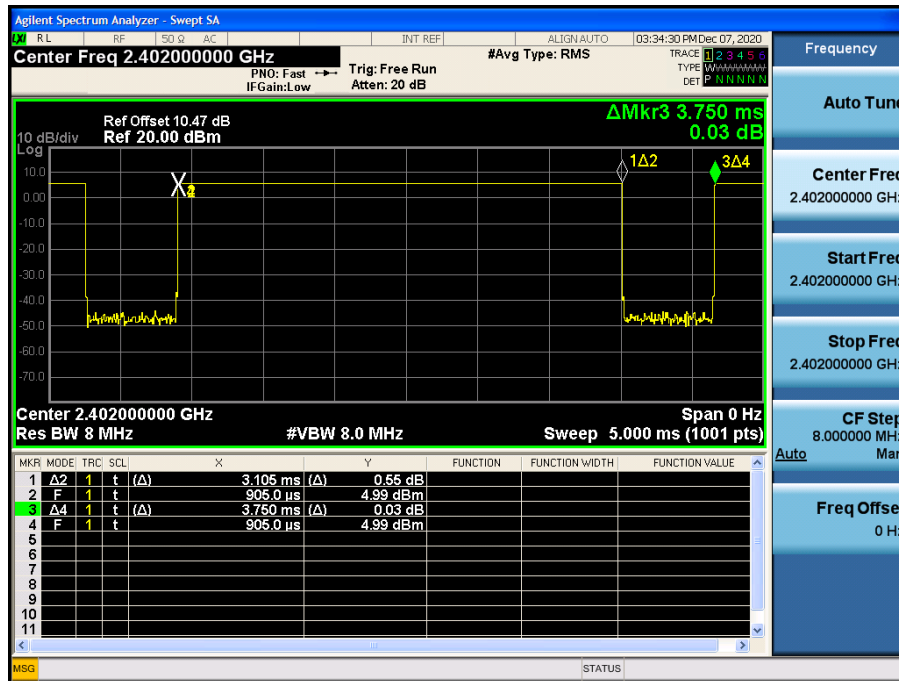 Agilent Spectrum Analyzer - Swept SA
LXI RL RF 50 Ω AC INT REF ALIGNAUTO 03:34:30 PMDec 07, 2020
Center Freq 2.402000000 GHz #Avg Type: RMS TRACE 1 2 3 4 5 6
PNO: Fast Trig: Free Run TYPE WWWWWW
IFGain:Low Atten: 20 dB DET P N N N N N
Frequency
Auto Tune
Center Freq
2.402000000 GHz
Start Freq
2.402000000 GHz
Stop Freq
2.402000000 GHz
CF Step
8.000000 MHz
Auto Man
Freq Offse
0 Hz
ΔMkr3 3.750 ms
0.03 dB
Ref Offset 10.47 dB
10 dB/div Ref 20.00 dBm
Log
10.0
0.00
-10.0
-20.0
-30.0
-40.0
-50.0
-60.0
-70.0
1Δ2
3Δ4
Center 2.402000000 GHz Span 0 Hz
Res BW 8 MHz #VBW 8.0 MHz Sweep 5.000 ms (1001 pts)
MKR MODE TRC SCL X Y FUNCTION FUNCTION WIDTH FUNCTION VALUE
1 Δ2 1 t (Δ) 3.105 ms (Δ) 0.55 dB
2 F 1 t 905.0 µs 4.99 dBm
3 Δ4 1 t (Δ) 3.750 ms (Δ) 0.03 dB
4 F 1 t 905.0 µs 4.99 dBm
5
6
7
8
9
10
11
MSG STATUS